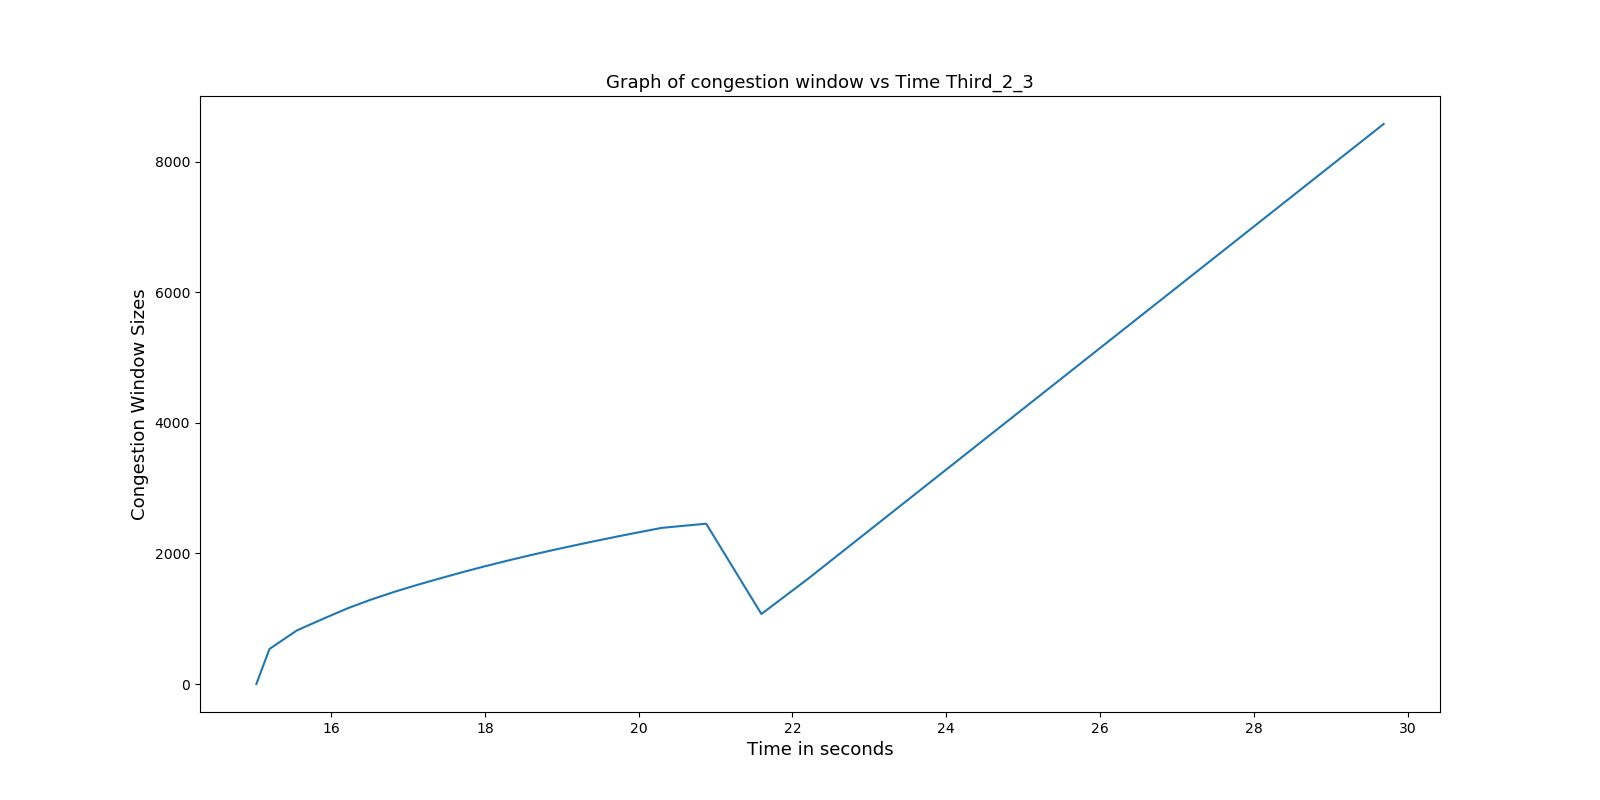 Graph of congestion window vs Time Third_2_3
Congestion Window Sizes
8000
6000
4000
2000
0
16 18 20 22 24 26 28 30
Time in seconds